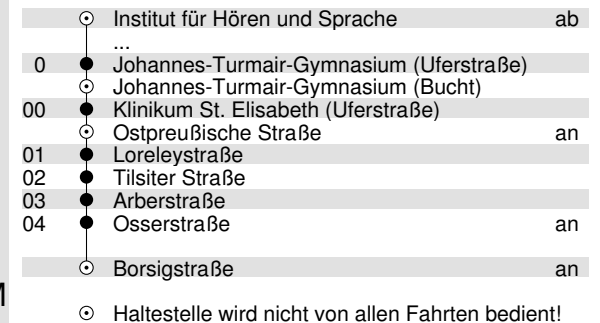 Institut für Hören und Sprache ab
...
0 Johannes-Turmair-Gymnasium (Uferstraße)
Johannes-Turmair-Gymnasium (Bucht)
00 Klinikum St. Elisabeth (Uferstraße)
Ostpreußische Straße an
01 Loreleystraße
02 Tilsiter Straße
03 Arberstraße
04 Osserstraße an
Borsigstraße an
M
Haltestelle wird nicht von allen Fahrten bedient!